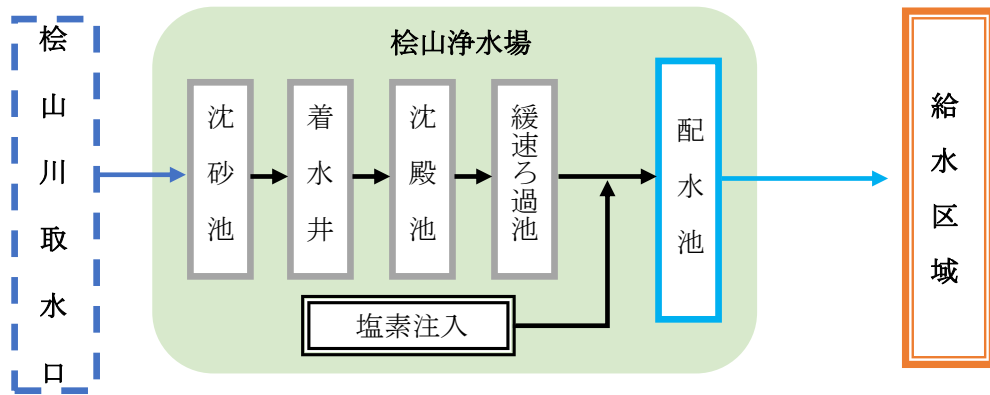 桧山川取水口
桧山浄水場
沈砂池
着水井
沈殿池
緩速ろ過池
塩素注入
配水池
給水区域